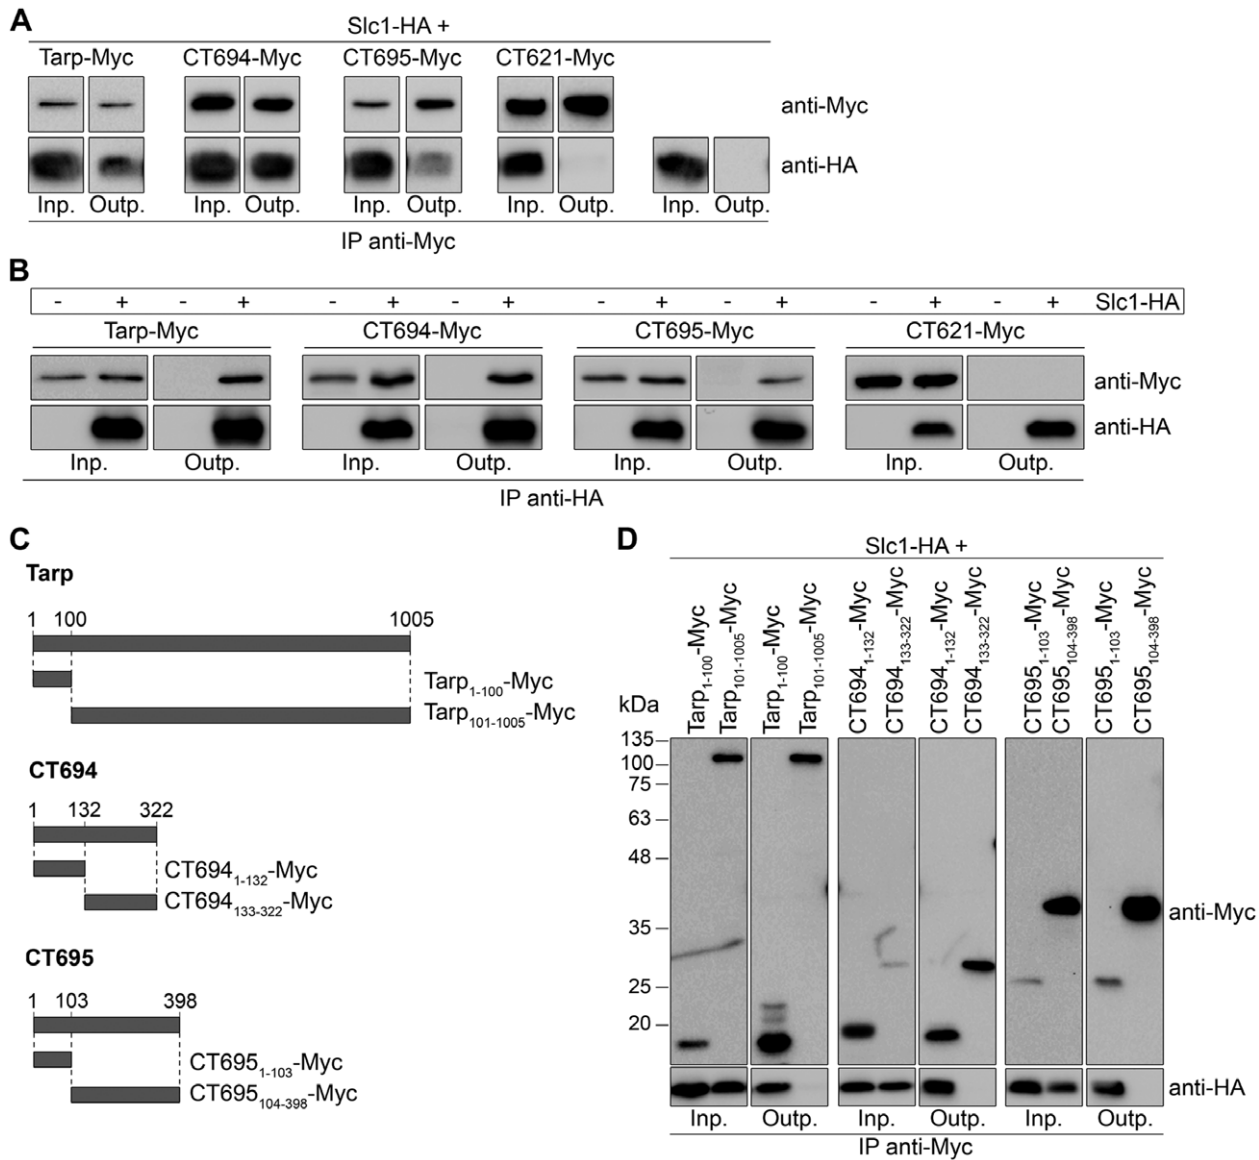 A
Slc1-HA +
Tarp-Myc CT694-Myc CT695-Myc CT621-Myc
anti-Myc
anti-HA
Inp. Outp. Inp. Outp. Inp. Outp. Inp. Outp. Inp. Outp.
IP anti-Myc
B
- + - + - + - + - + - + - + - + Slc1-HA
Tarp-Myc CT694-Myc CT695-Myc CT621-Myc
anti-Myc
anti-HA
Inp. Outp. Inp. Outp. Inp. Outp. Inp. Outp.
IP anti-HA
C
Tarp
1 100 1005
Tarp1-100-Myc
Tarp101-1005-Myc
CT694
1 132 322
CT6941-132-Myc
CT694133-322-Myc
CT695
1 103 398
CT6951-103-Myc
CT695104-398-Myc
D
Slc1-HA +
Tarp1-100-Myc
Tarp101-1005-Myc
Tarp1-100-Myc
Tarp101-1005-Myc
CT6941-132-Myc
CT694133-322-Myc
CT6941-132-Myc
CT694133-322-Myc
CT6951-103-Myc
CT695104-398-Myc
CT6951-103-Myc
CT695104-398-Myc
kDa
135
100
75
63
48
35
25
20
anti-Myc
anti-HA
Inp. Outp. Inp. Outp. Inp. Outp.
IP anti-Myc